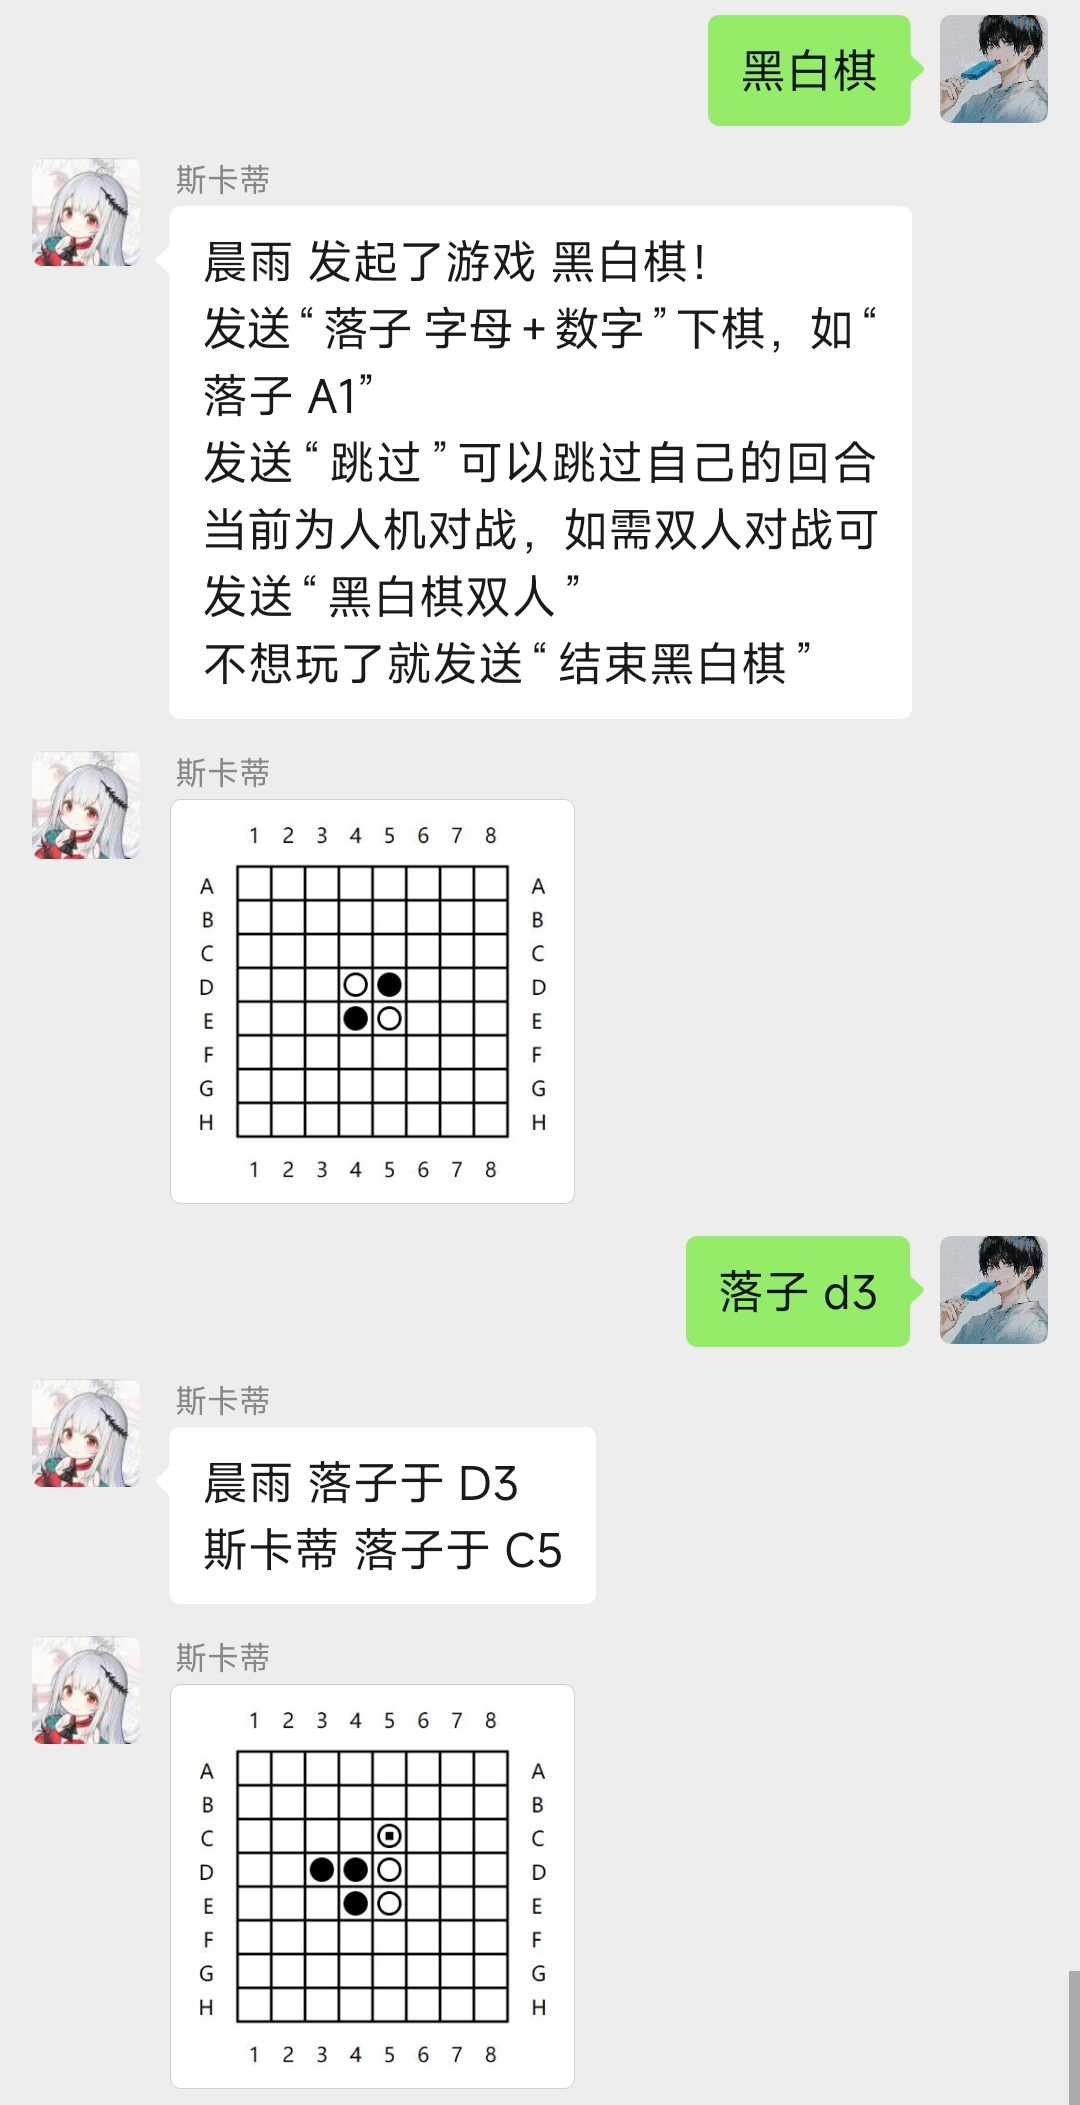 黑白棋
斯卡蒂
晨雨 发起了游戏 黑白棋！
发送“落子 字母+数字”下棋，如“
落子 A1”
发送“跳过”可以跳过自己的回合
当前为人机对战，如需双人对战可
发送“黑白棋双人”
不想玩了就发送“结束黑白棋”
斯卡蒂
1 2 3 4 5 6 7 8
A A
B B
C C
D D
E E
F F
G G
H H
1 2 3 4 5 6 7 8
落子 d3
斯卡蒂
晨雨 落子于 D3
斯卡蒂 落子于 C5
斯卡蒂
1 2 3 4 5 6 7 8
A A
B B
C C
D D
E E
F F
G G
H H
1 2 3 4 5 6 7 8